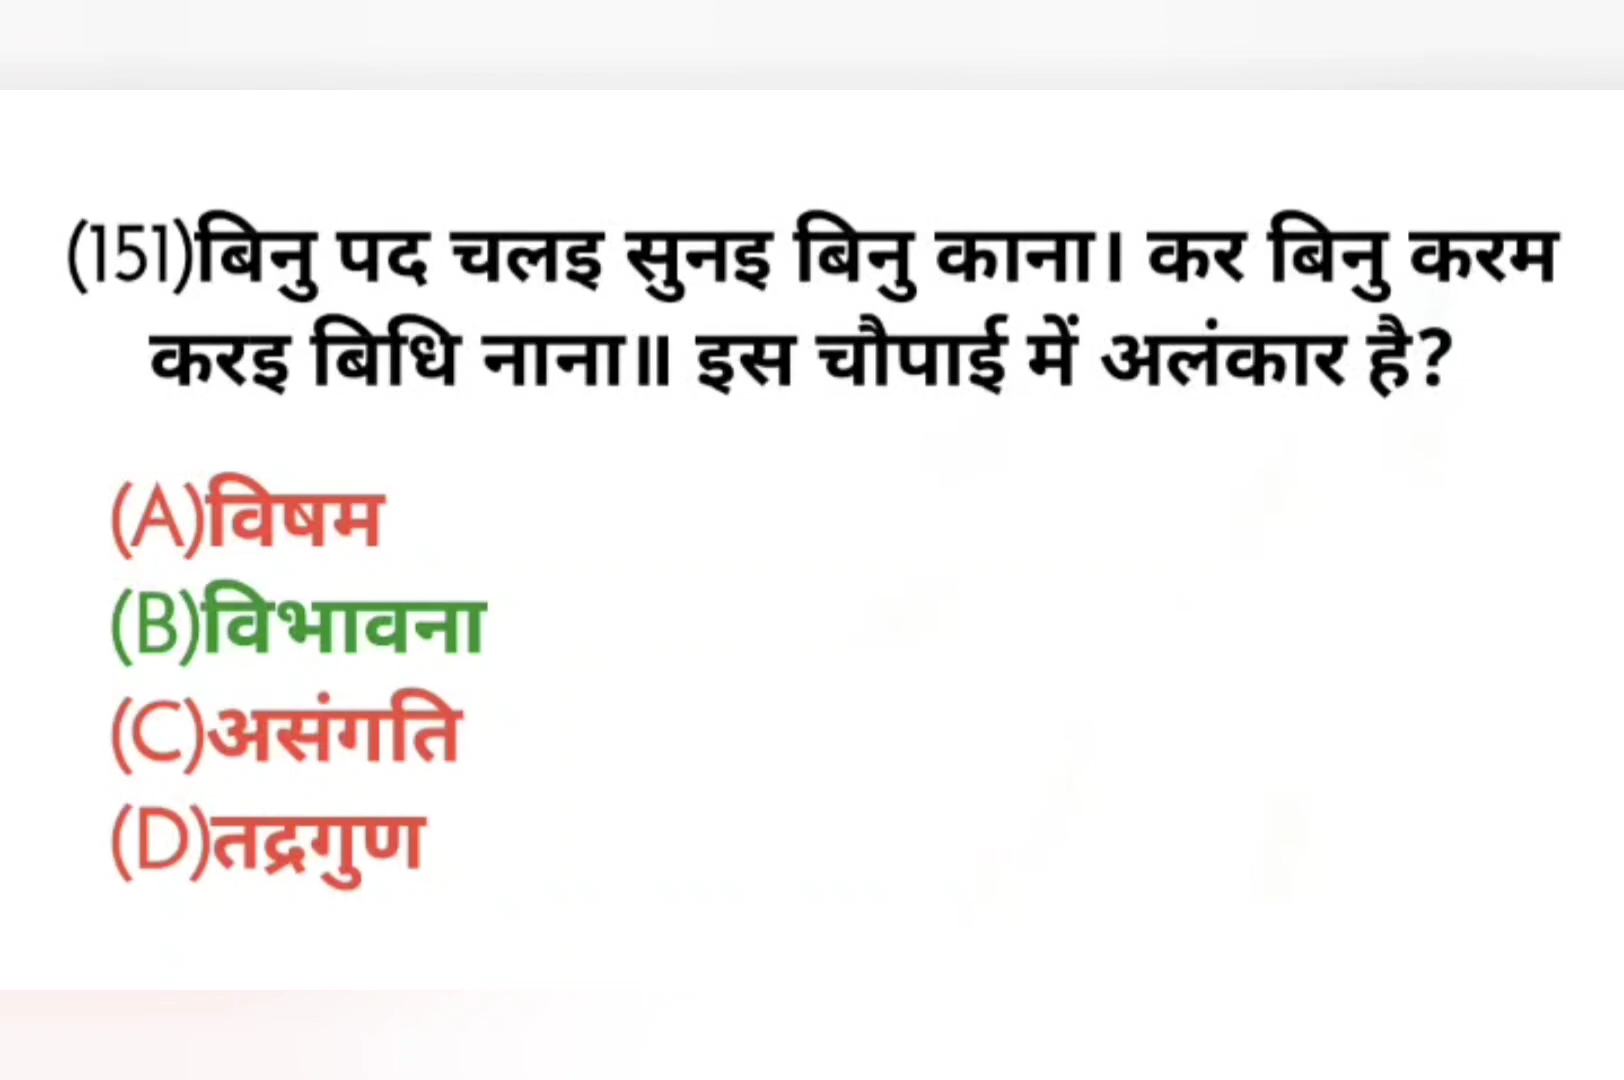 (151)बिनु पद चलइ सुनइ बिनु काना। कर बिनु करम
करइ बिधि नाना॥ इस चौपाई में अलंकार है?
(A)विषम
(B)विभावना
(C)असंगति
(D)तद्रगुण